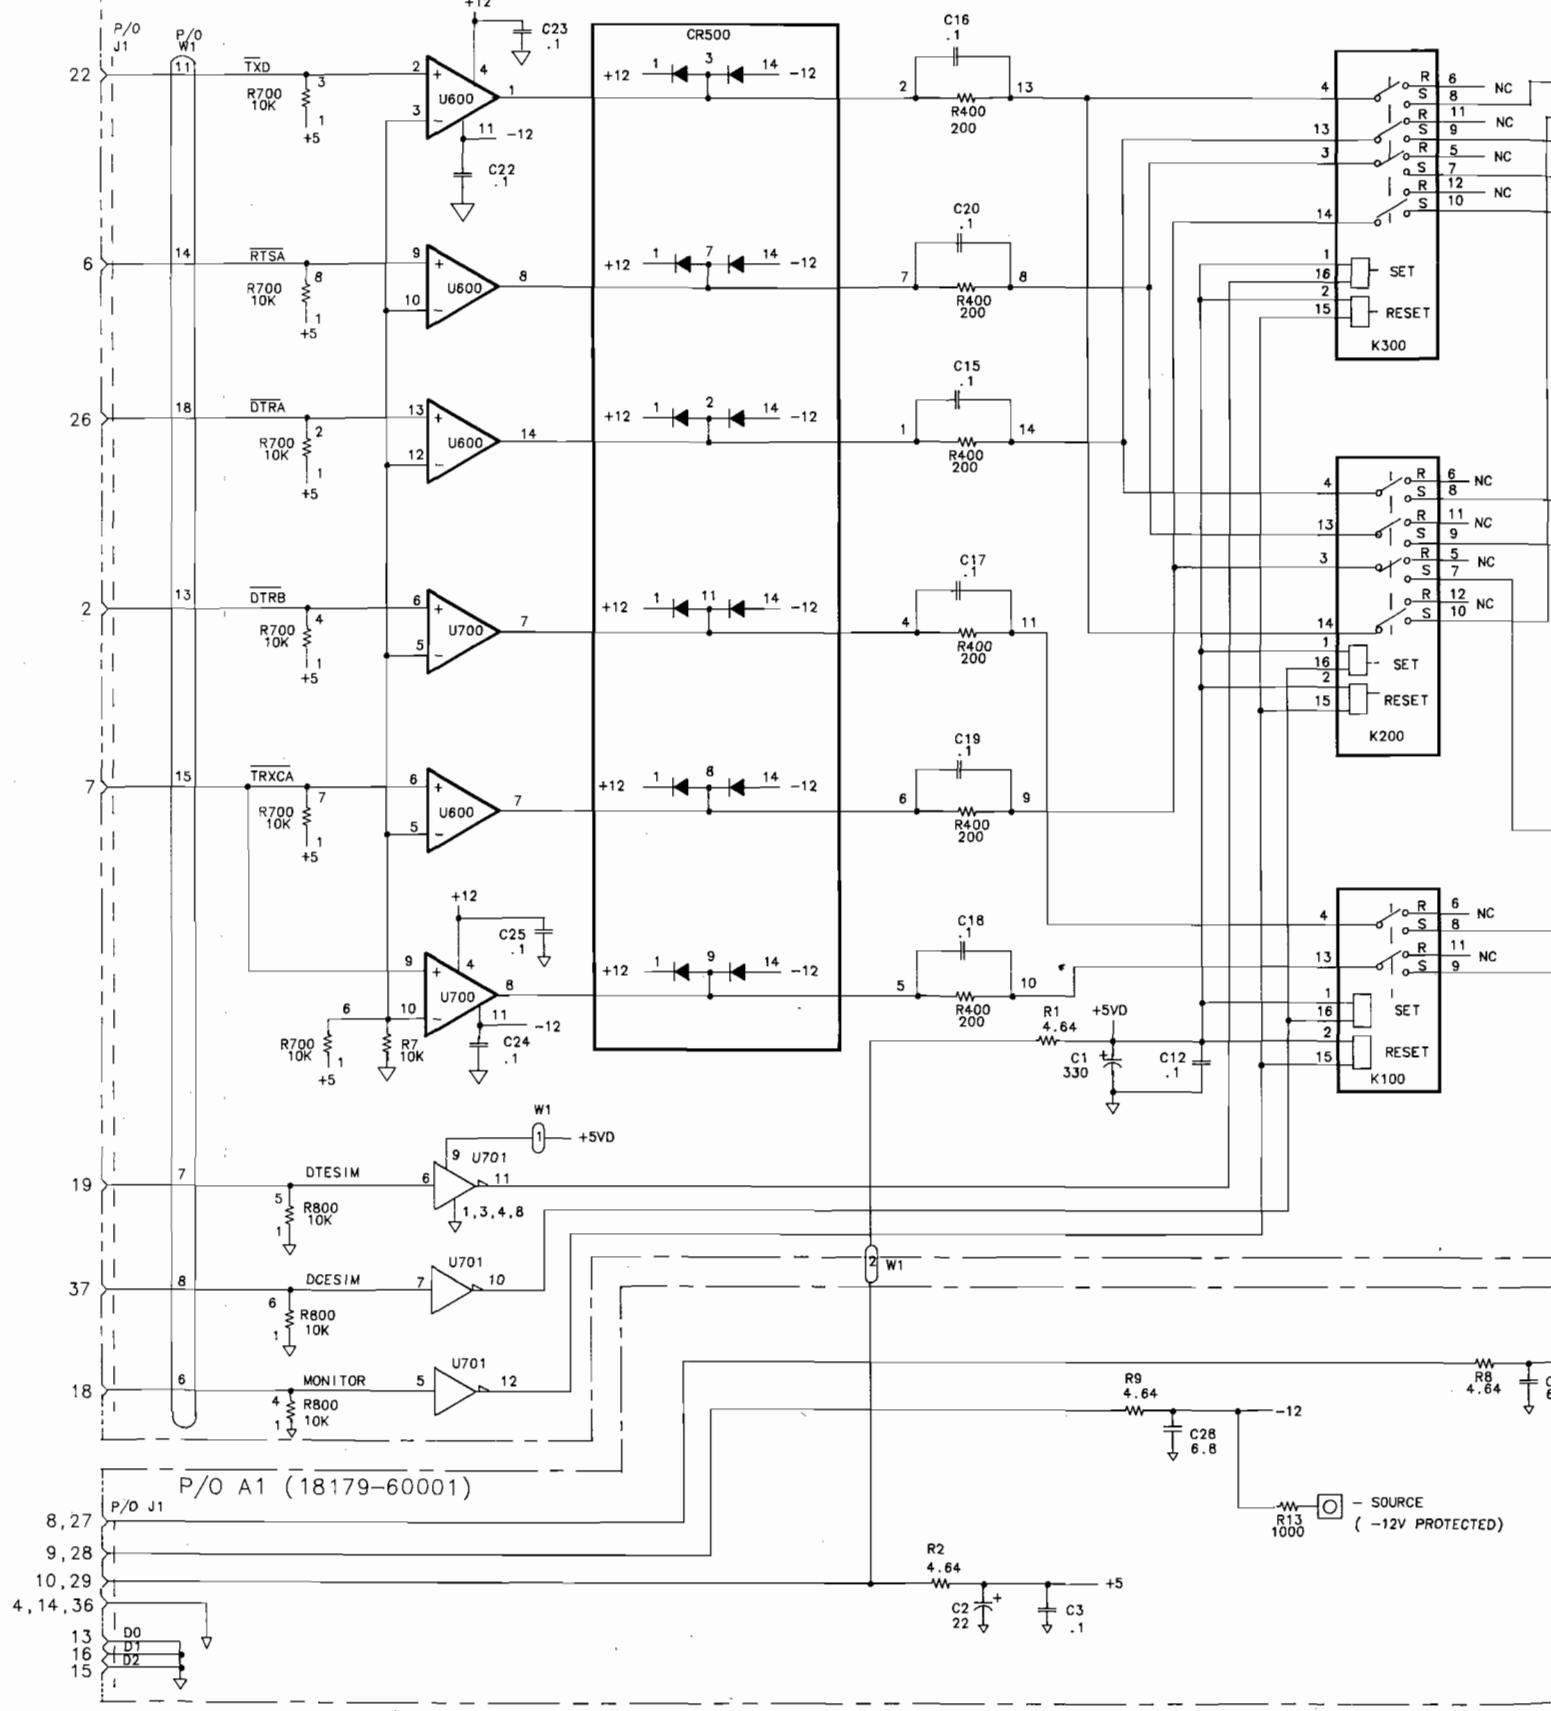 +12
P/O
J1
P/O
W1
C23
.1
CR500
C16
.1
22
11
TXD
3
R700
10K
1
+5
2
+
4
U600
3
-
1
11
-12
C22
.1
+12
1
3
14
-12
2
13
R400
200
4
R
6
NC
S
8
13
R
11
NC
S
9
3
R
5
NC
S
7
R
12
NC
14
S
10
1
16
SET
2
15
RESET
K300
6
14
RTSA
8
R700
10K
1
+5
9
+
U600
10
-
8
+12
1
7
14
-12
C20
.1
7
8
R400
200
26
18
DTRA
2
R700
10K
1
+5
13
+
U600
12
-
14
+12
1
2
14
-12
C15
.1
1
14
R400
200
4
R
6
NC
S
8
13
R
11
NC
S
9
3
R
5
NC
S
7
R
12
NC
14
S
10
1
16
SET
2
15
RESET
K200
2
13
DTRB
4
R700
10K
1
+5
6
+
U700
5
-
7
+12
1
11
14
-12
C17
.1
4
11
R400
200
7
15
TRXCA
7
R700
10K
1
+5
6
+
U600
5
-
7
+12
1
8
14
-12
C19
.1
6
9
R400
200
+12
C25
.1
9
+
4
U700
10
-
8
11
-12
C24
.1
6
R700
10K
1
+5
R7
10K
+12
1
9
14
-12
C18
.1
5
10
R400
200
4
R
6
NC
S
8
13
R
11
NC
S
9
1
16
SET
2
15
RESET
K100
R1
4.64
+5VD
C1
330
+
C12
.1
W1
1
+5VD
19
7
DTESIM
5
R800
10K
1
6
9
U701
11
1,3,4,8
37
8
DCESIM
6
R800
10K
1
7
U701
10
2
W1
18
6
MONITOR
4
R800
10K
1
5
U701
12
R8
4.64
R9
4.64
-12
C28
6.8
R13
1000
- SOURCE
( -12V PROTECTED)
P/O A1 (18179-60001)
P/O J1
8,27
9,28
10,29
4,14,36
13
D0
16
D1
15
D2
R2
4.64
+5
C2
22
+
C3
.1